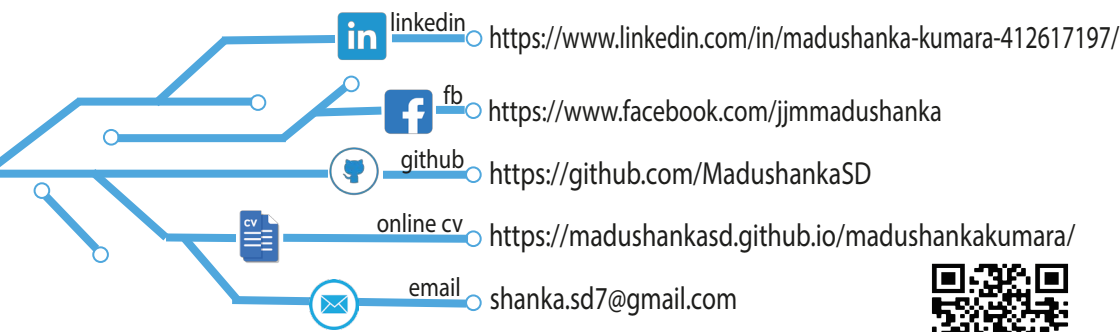 linkedin https://www.linkedin.com/in/madushanka-kumara-412617197/
fb https://www.facebook.com/jjmmadushanka
github https://github.com/MadushankaSD
CV online cv https://madushankasd.github.io/madushankakumara/
email shanka.sd7@gmail.com